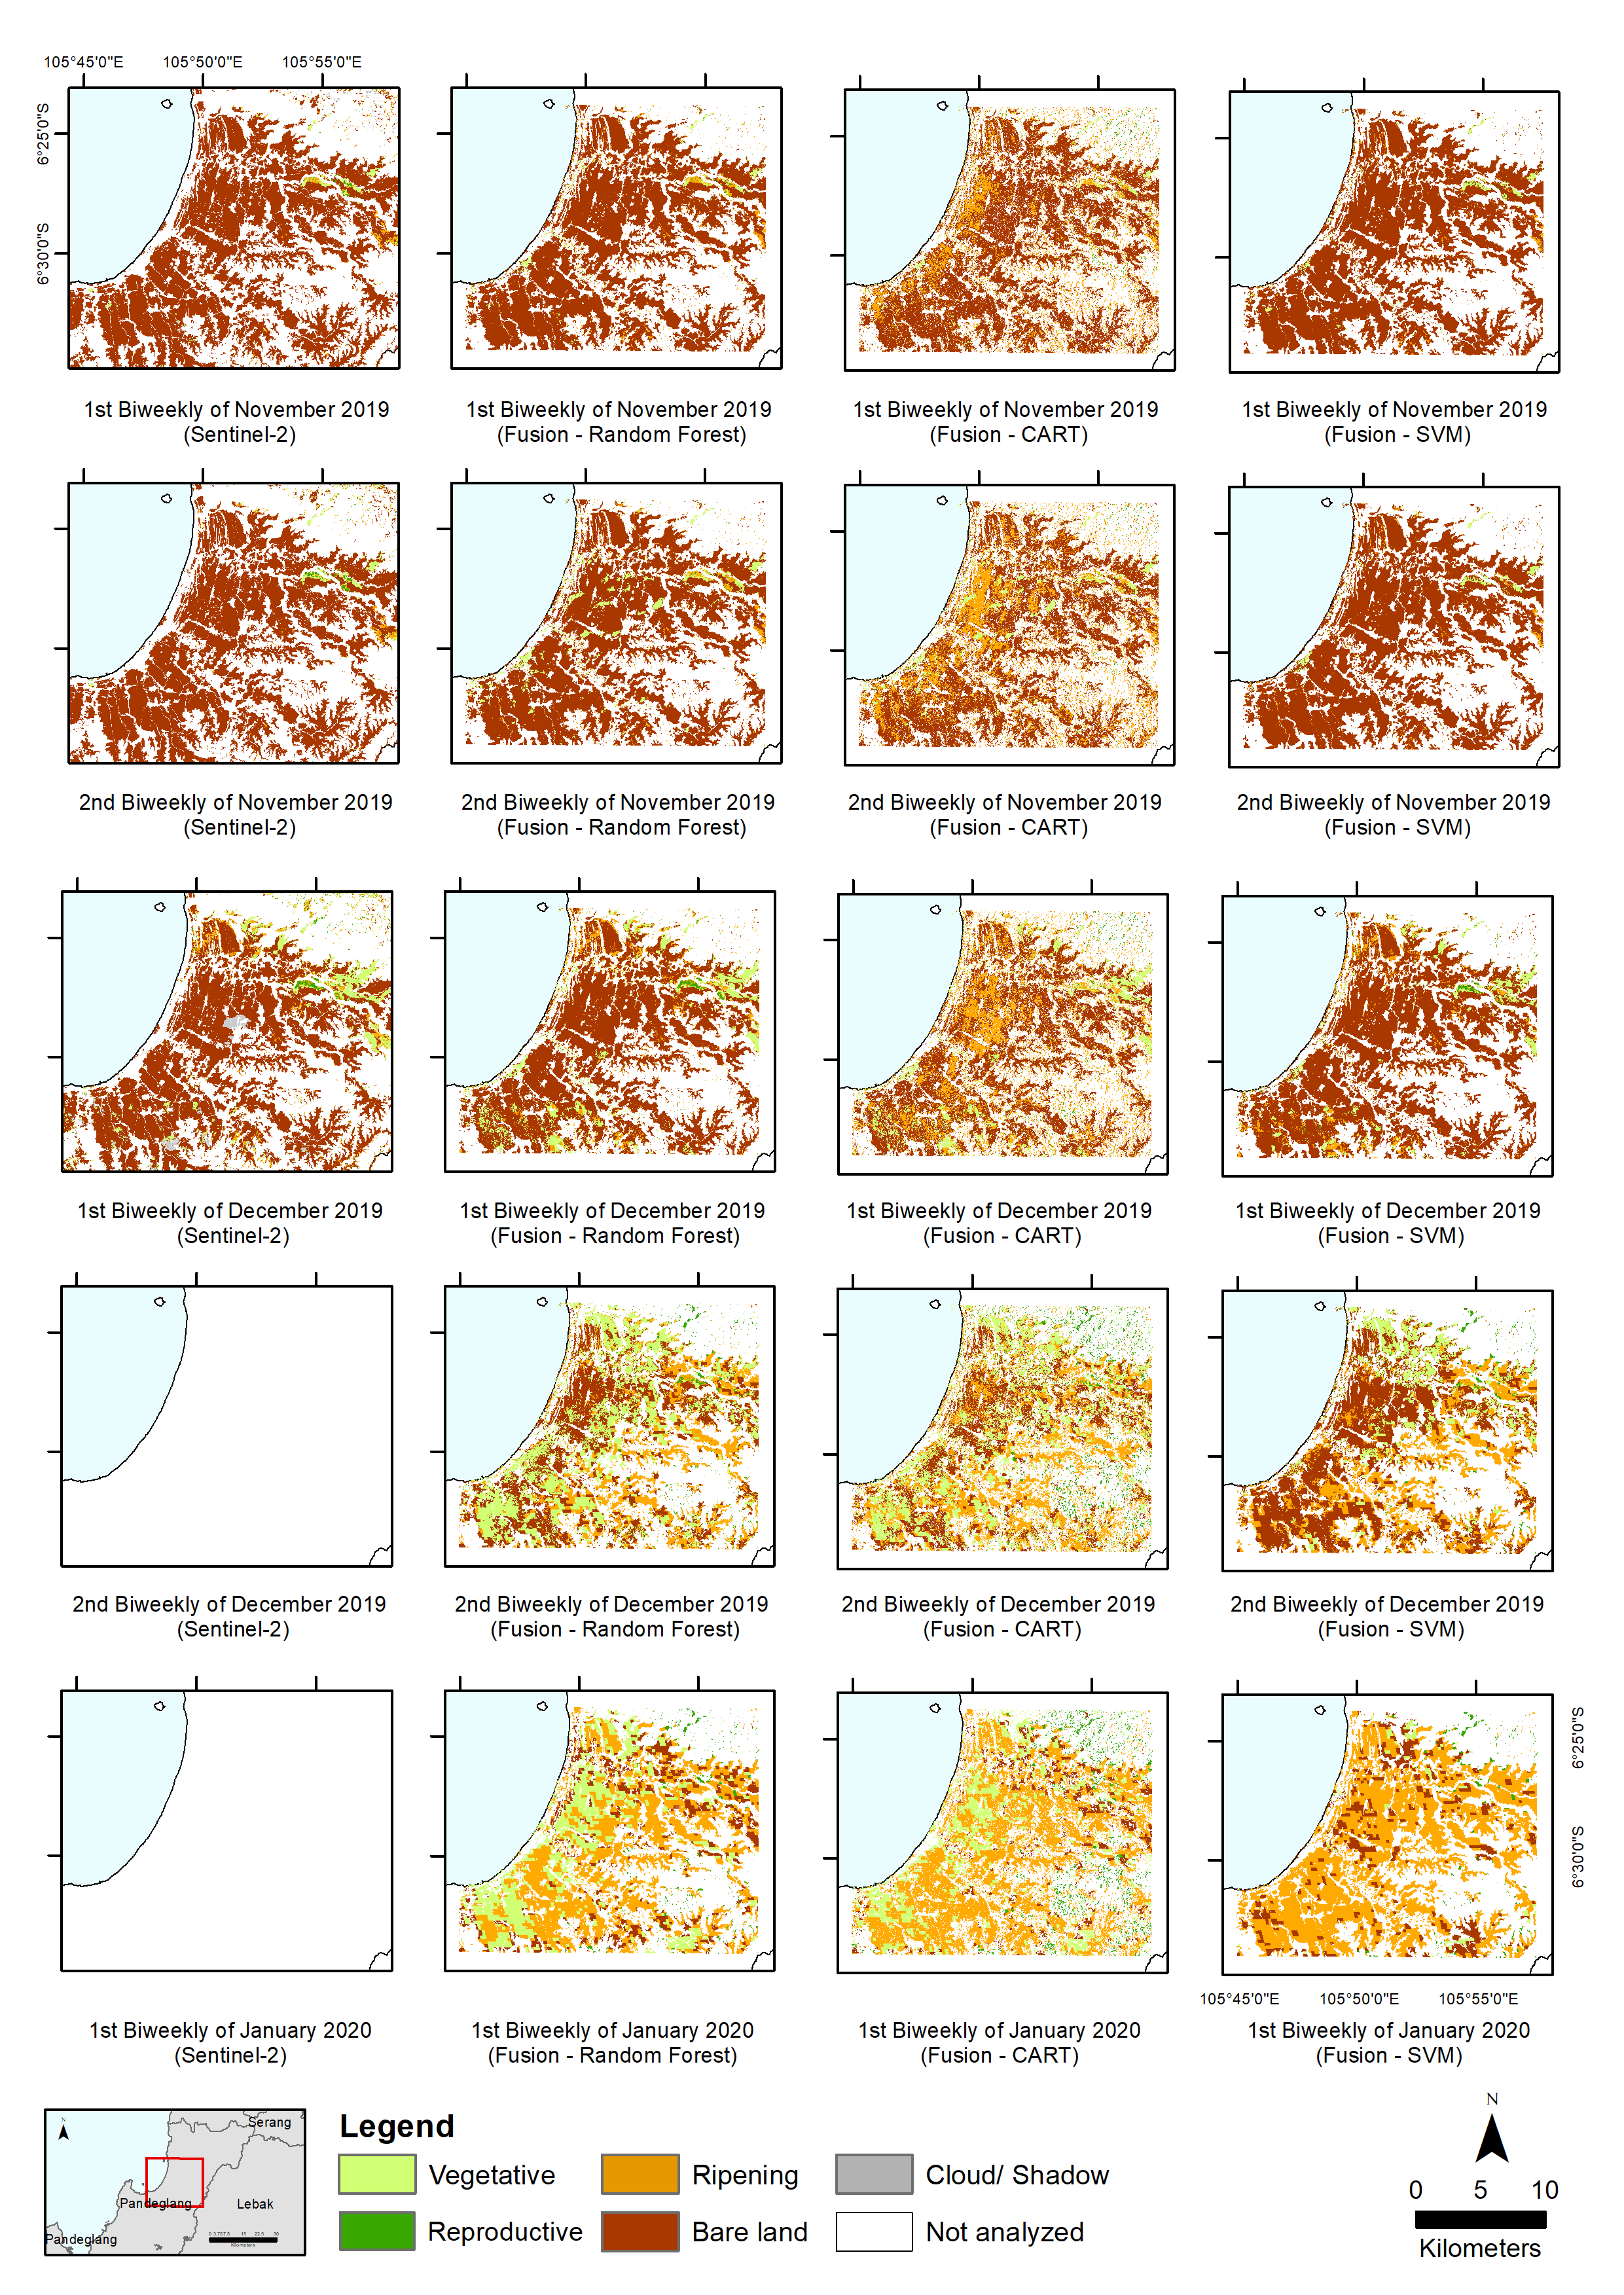 105°45'0"E 105°50'0"E 105°55'0"E
6°25'0"S
6°30'0"S
1st Biweekly of November 2019
(Sentinel-2)
1st Biweekly of November 2019
(Fusion - Random Forest)
1st Biweekly of November 2019
(Fusion - CART)
1st Biweekly of November 2019
(Fusion - SVM)
2nd Biweekly of November 2019
(Sentinel-2)
2nd Biweekly of November 2019
(Fusion - Random Forest)
2nd Biweekly of November 2019
(Fusion - CART)
2nd Biweekly of November 2019
(Fusion - SVM)
1st Biweekly of December 2019
(Sentinel-2)
1st Biweekly of December 2019
(Fusion - Random Forest)
1st Biweekly of December 2019
(Fusion - CART)
1st Biweekly of December 2019
(Fusion - SVM)
2nd Biweekly of December 2019
(Sentinel-2)
2nd Biweekly of December 2019
(Fusion - Random Forest)
2nd Biweekly of December 2019
(Fusion - CART)
2nd Biweekly of December 2019
(Fusion - SVM)
6°25'0"S
6°30'0"S
105°45'0"E 105°50'0"E 105°55'0"E
1st Biweekly of January 2020
(Sentinel-2)
1st Biweekly of January 2020
(Fusion - Random Forest)
1st Biweekly of January 2020
(Fusion - CART)
1st Biweekly of January 2020
(Fusion - SVM)
N
Serang
Pandeglang
Lebak
Pandeglang
Kilometers
Legend
Vegetative
Ripening
Cloud/ Shadow
Reproductive
Bare land
Not analyzed
N
0 5 10
Kilometers